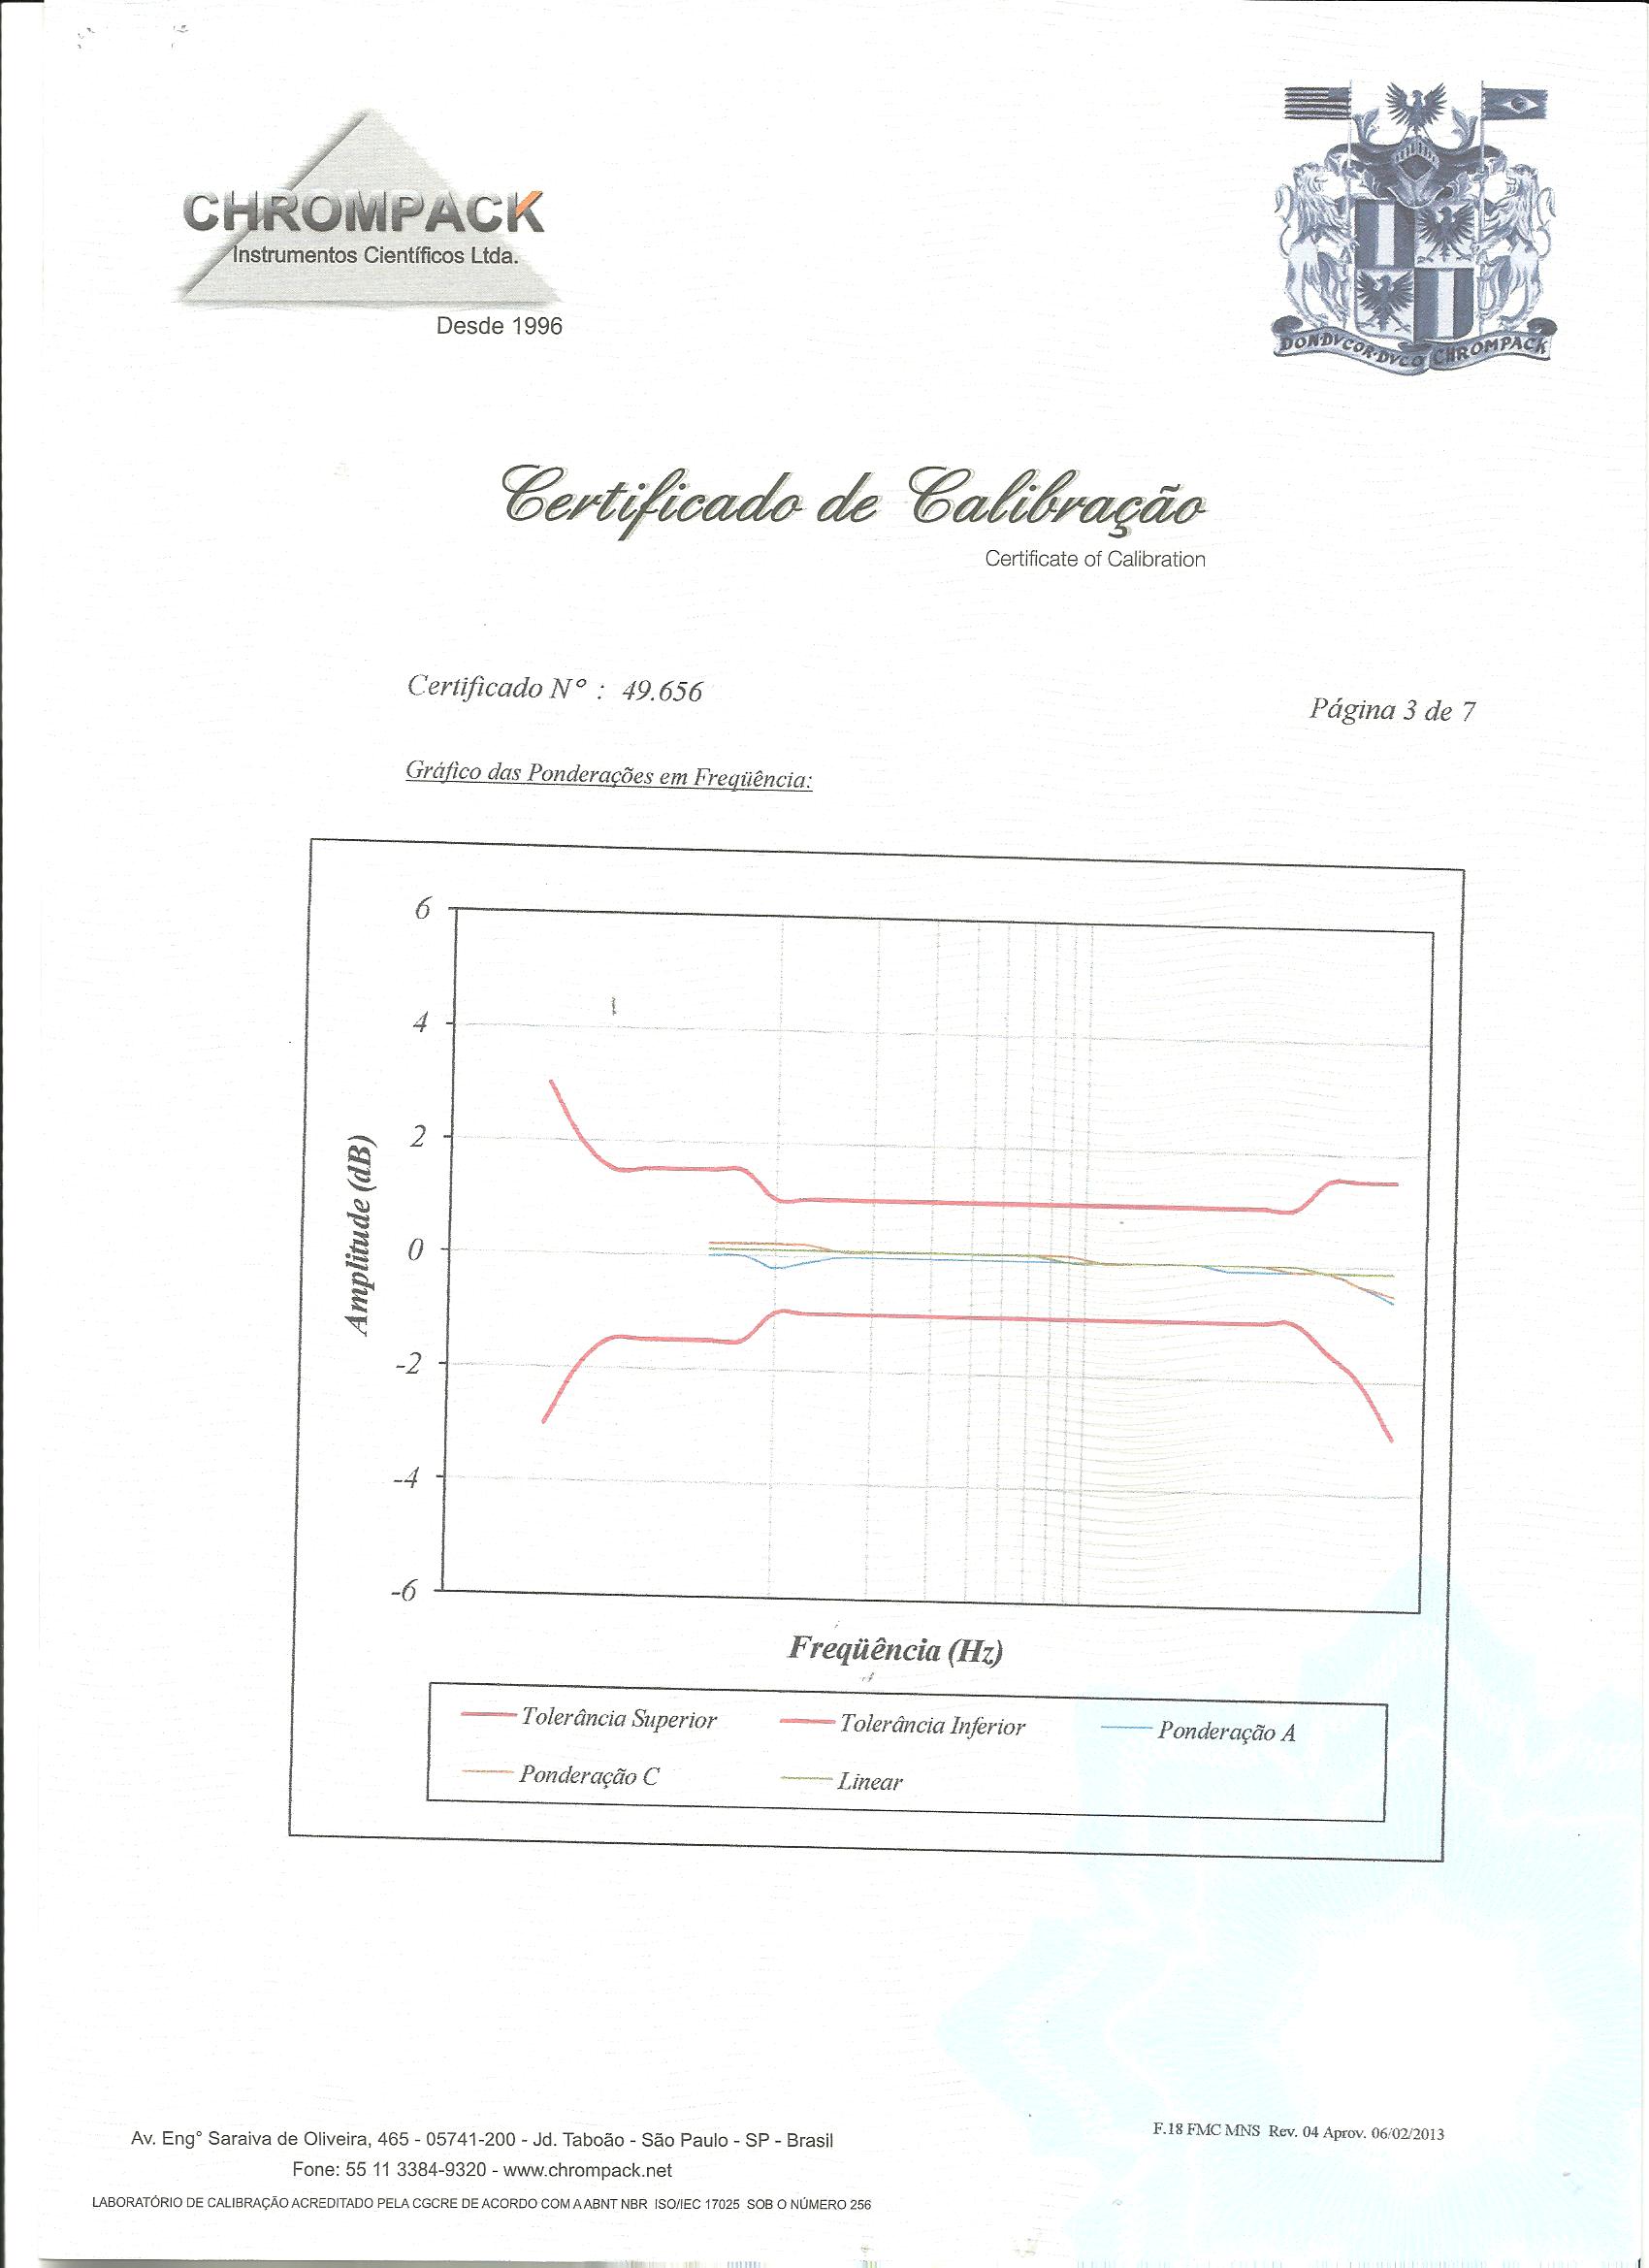 CHROMPACK
Instrumentos Científicos Ltda.
Desde 1996
DONDVCOR·DVCO CHROMPACK
Certificado de Calibração
Certificate of Calibration
Certificado Nº : 49.656
Página 3 de 7
Gráfico das Ponderações em Freqüência:
6
4
2
0
-2
-4
-6
Amplitude (dB)
Freqüência (Hz)
Tolerância Superior
Tolerância Inferior
Ponderação A
Ponderação C
Linear
F.18 FMC MNS Rev. 04 Aprov. 06/02/2013
Av. Eng° Saraiva de Oliveira, 465 - 05741-200 - Jd. Taboão - São Paulo - SP - Brasil
Fone: 55 11 3384-9320 - www.chrompack.net
LABORATÓRIO DE CALIBRAÇÃO ACREDITADO PELA CGCRE DE ACORDO COM A ABNT NBR ISO/IEC 17025 SOB O NÚMERO 256